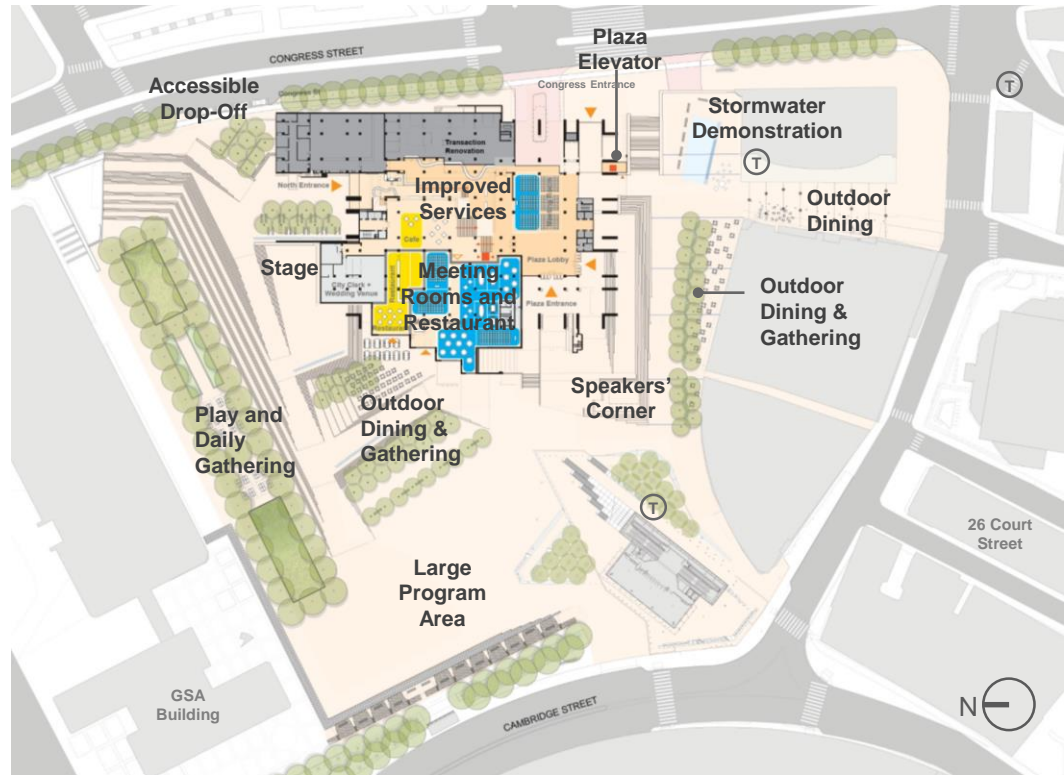 CONGRESS STREET
Plaza
Elevator
Congress Entrance
Accessible
Drop-Off
Congress
Stormwater
Demonstration
T
T
Transaction
Renovation
North Entrance
Improved
Services
Outdoor
Dining
Cafe
Plaza Lobby
Stage
City Clerk +
Wedding Venue
Meeting
Rooms and
Restaurant
Restaurant
Plaza Entrance
Outdoor
Dining &
Gathering
Speakers'
Corner
Play and
Daily
Gathering
Outdoor
Dining &
Gathering
T
26 Court
Street
Large
Program
Area
GSA
Building
CAMBRIDGE STREET
N